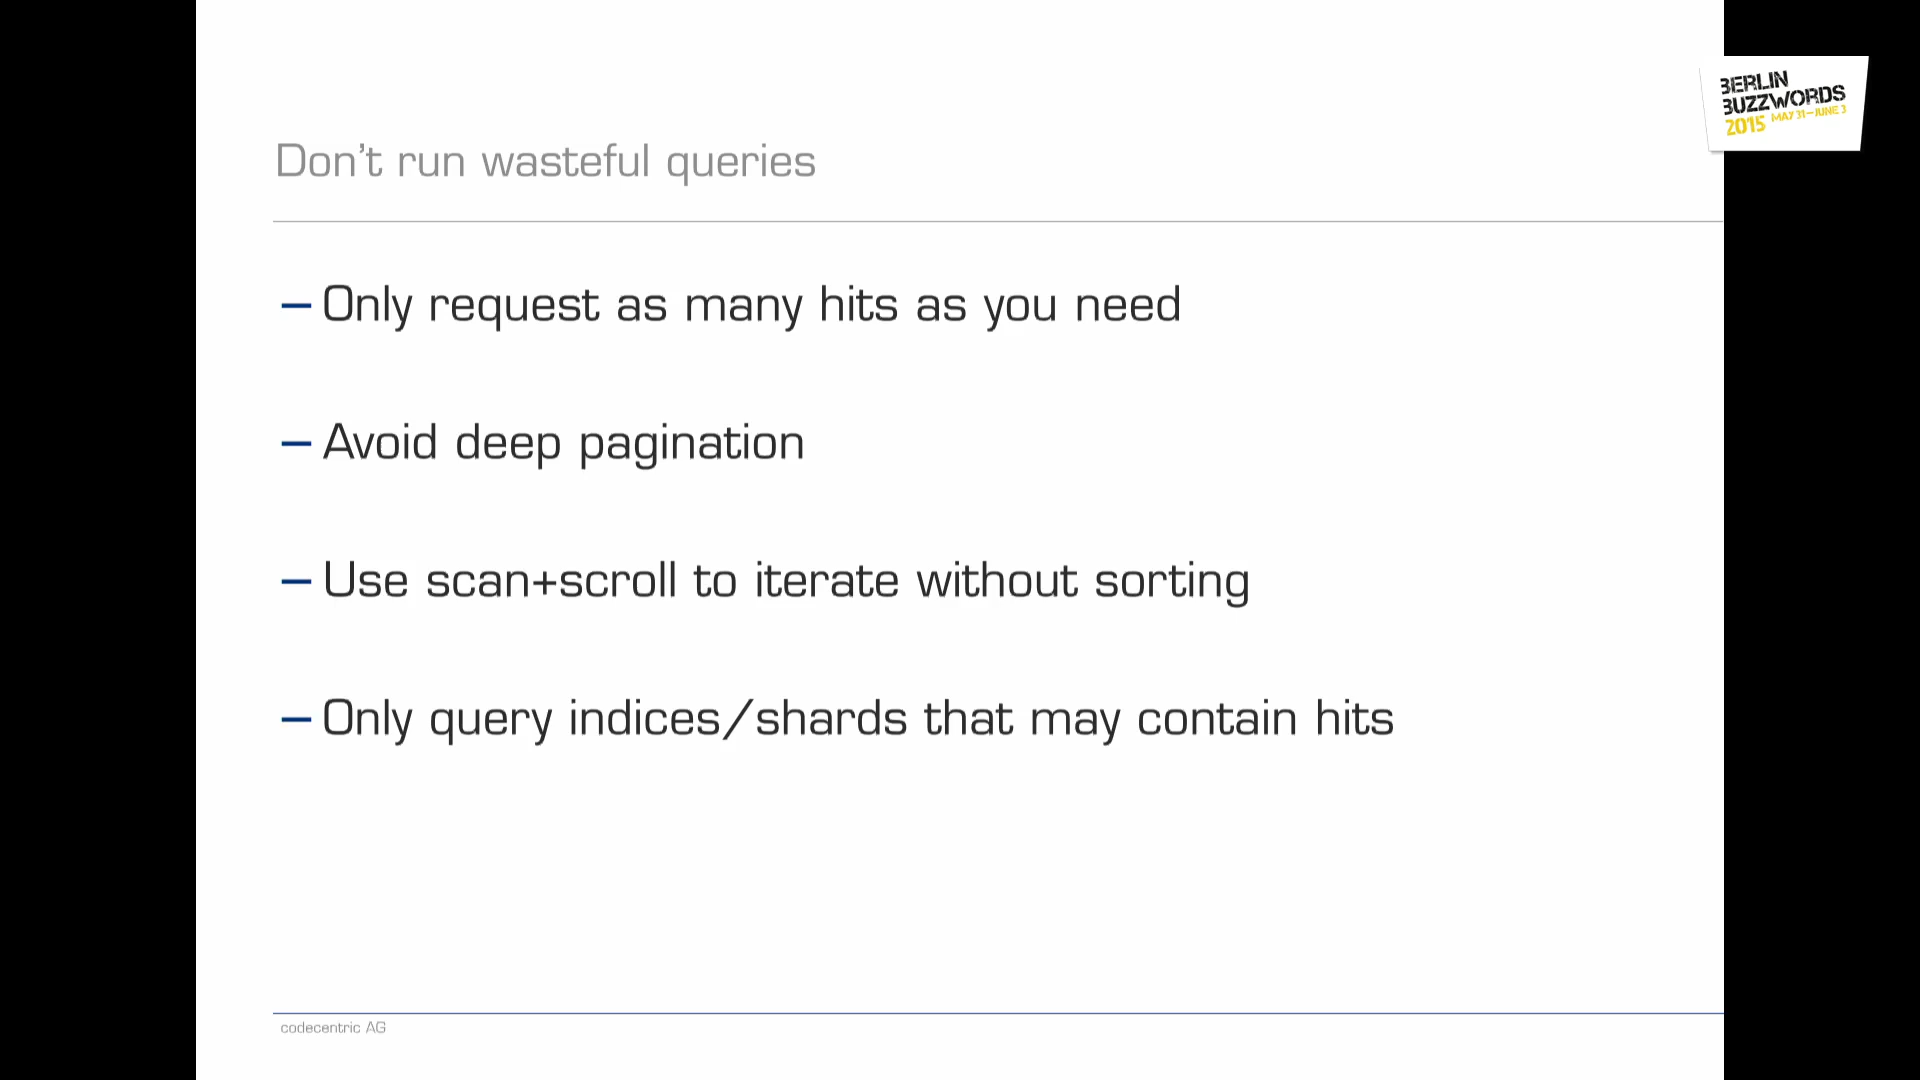 BERLIN
BUZZWORDS
2015 MAY 31–JUNE 3
Don't run wasteful queries
– Only request as many hits as you need
– Avoid deep pagination
– Use scan+scroll to iterate without sorting
– Only query indices/shards that may contain hits
codecentric AG